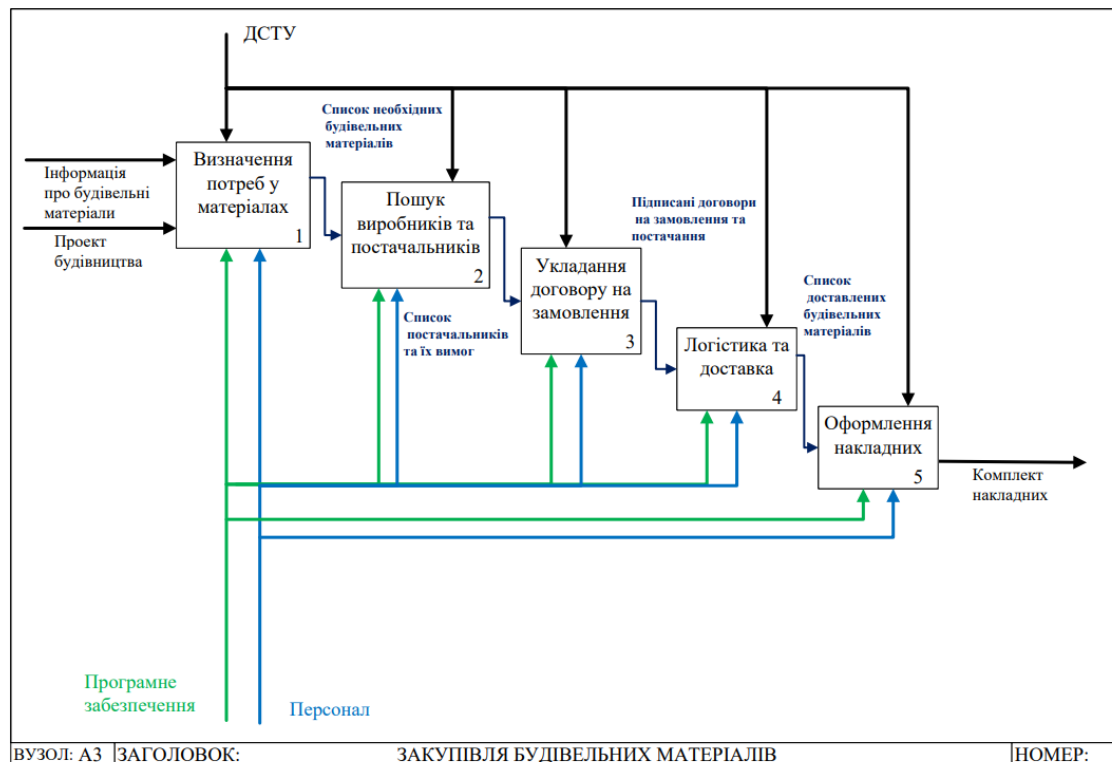 ДСТУ
Список необхідних
будівельних
матеріалів
Інформація
про будівельні
матеріали
Проект
будівництва
Визначення
потреб у
матеріалах
1
Пошук
виробників та
постачальників
2
Підписані договори
на замовлення та
постачання
Укладання
договору на
замовлення
3
Список
постачальників
та їх вимог
Список
доставлених
будівельних
матеріалів
Логістика та
доставка
4
Оформлення
накладних
5
Комплект
накладних
Програмне
забезпечення
Персонал
ВУЗОЛ: А3 ЗАГОЛОВОК: ЗАКУПІВЛЯ БУДІВЕЛЬНИХ МАТЕРІАЛІВ НОМЕР: